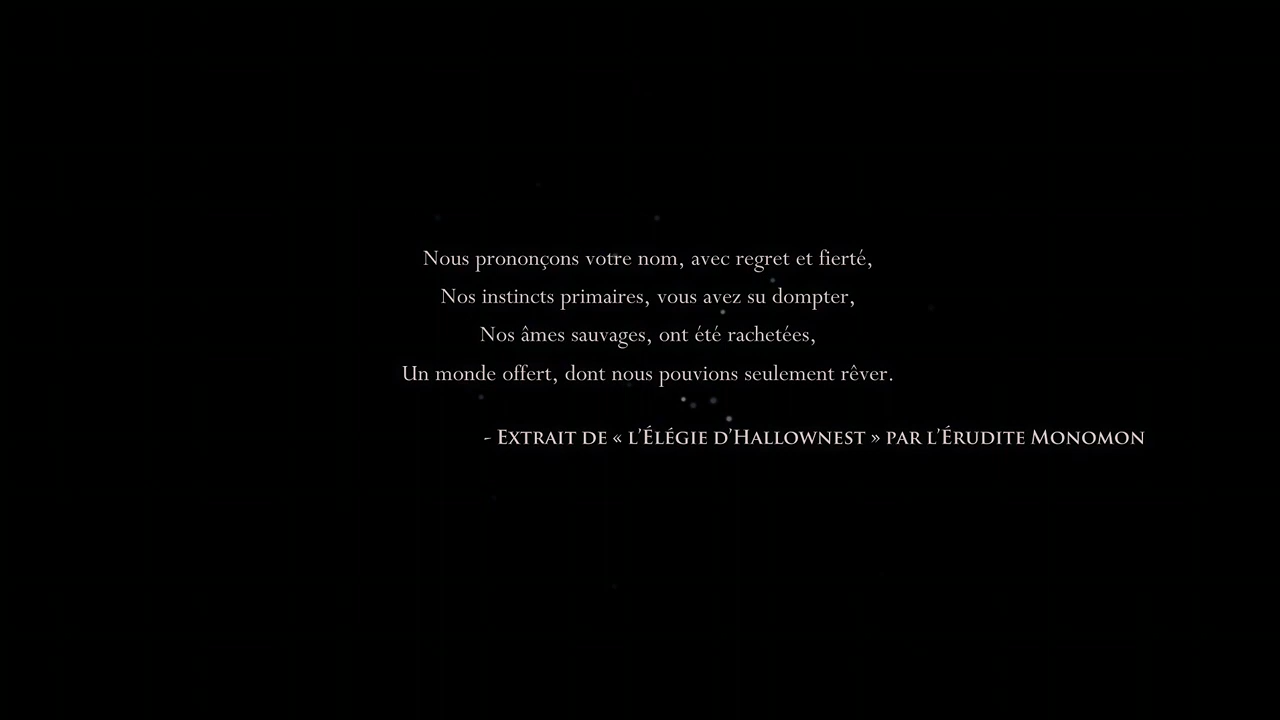 Nous prononçons votre nom, avec regret et fierté,
Nos instincts primaires, vous avez su dompter,
Nos âmes sauvages, ont été rachetées,
Un monde offert, dont nous pouvions seulement rêver.
- Extrait de « l’Élégie d’Hallownest » par l’Érudite Monomon